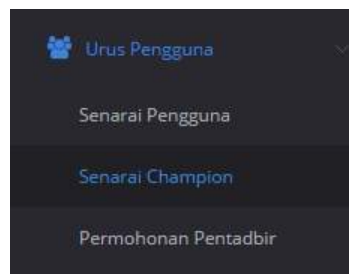 Urus Pengguna
Senarai Pengguna
Senarai Champion
Permohonan Pentadbir